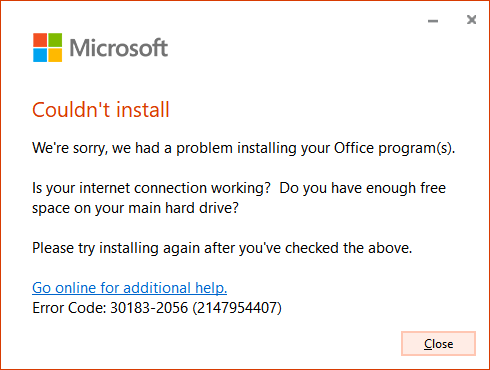 Microsoft
Couldn't install
We're sorry, we had a problem installing your Office program(s).
Is your internet connection working?  Do you have enough free
space on your main hard drive?
Please try installing again after you've checked the above.
Go online for additional help.
Error Code: 30183-2056 (2147954407)
Close